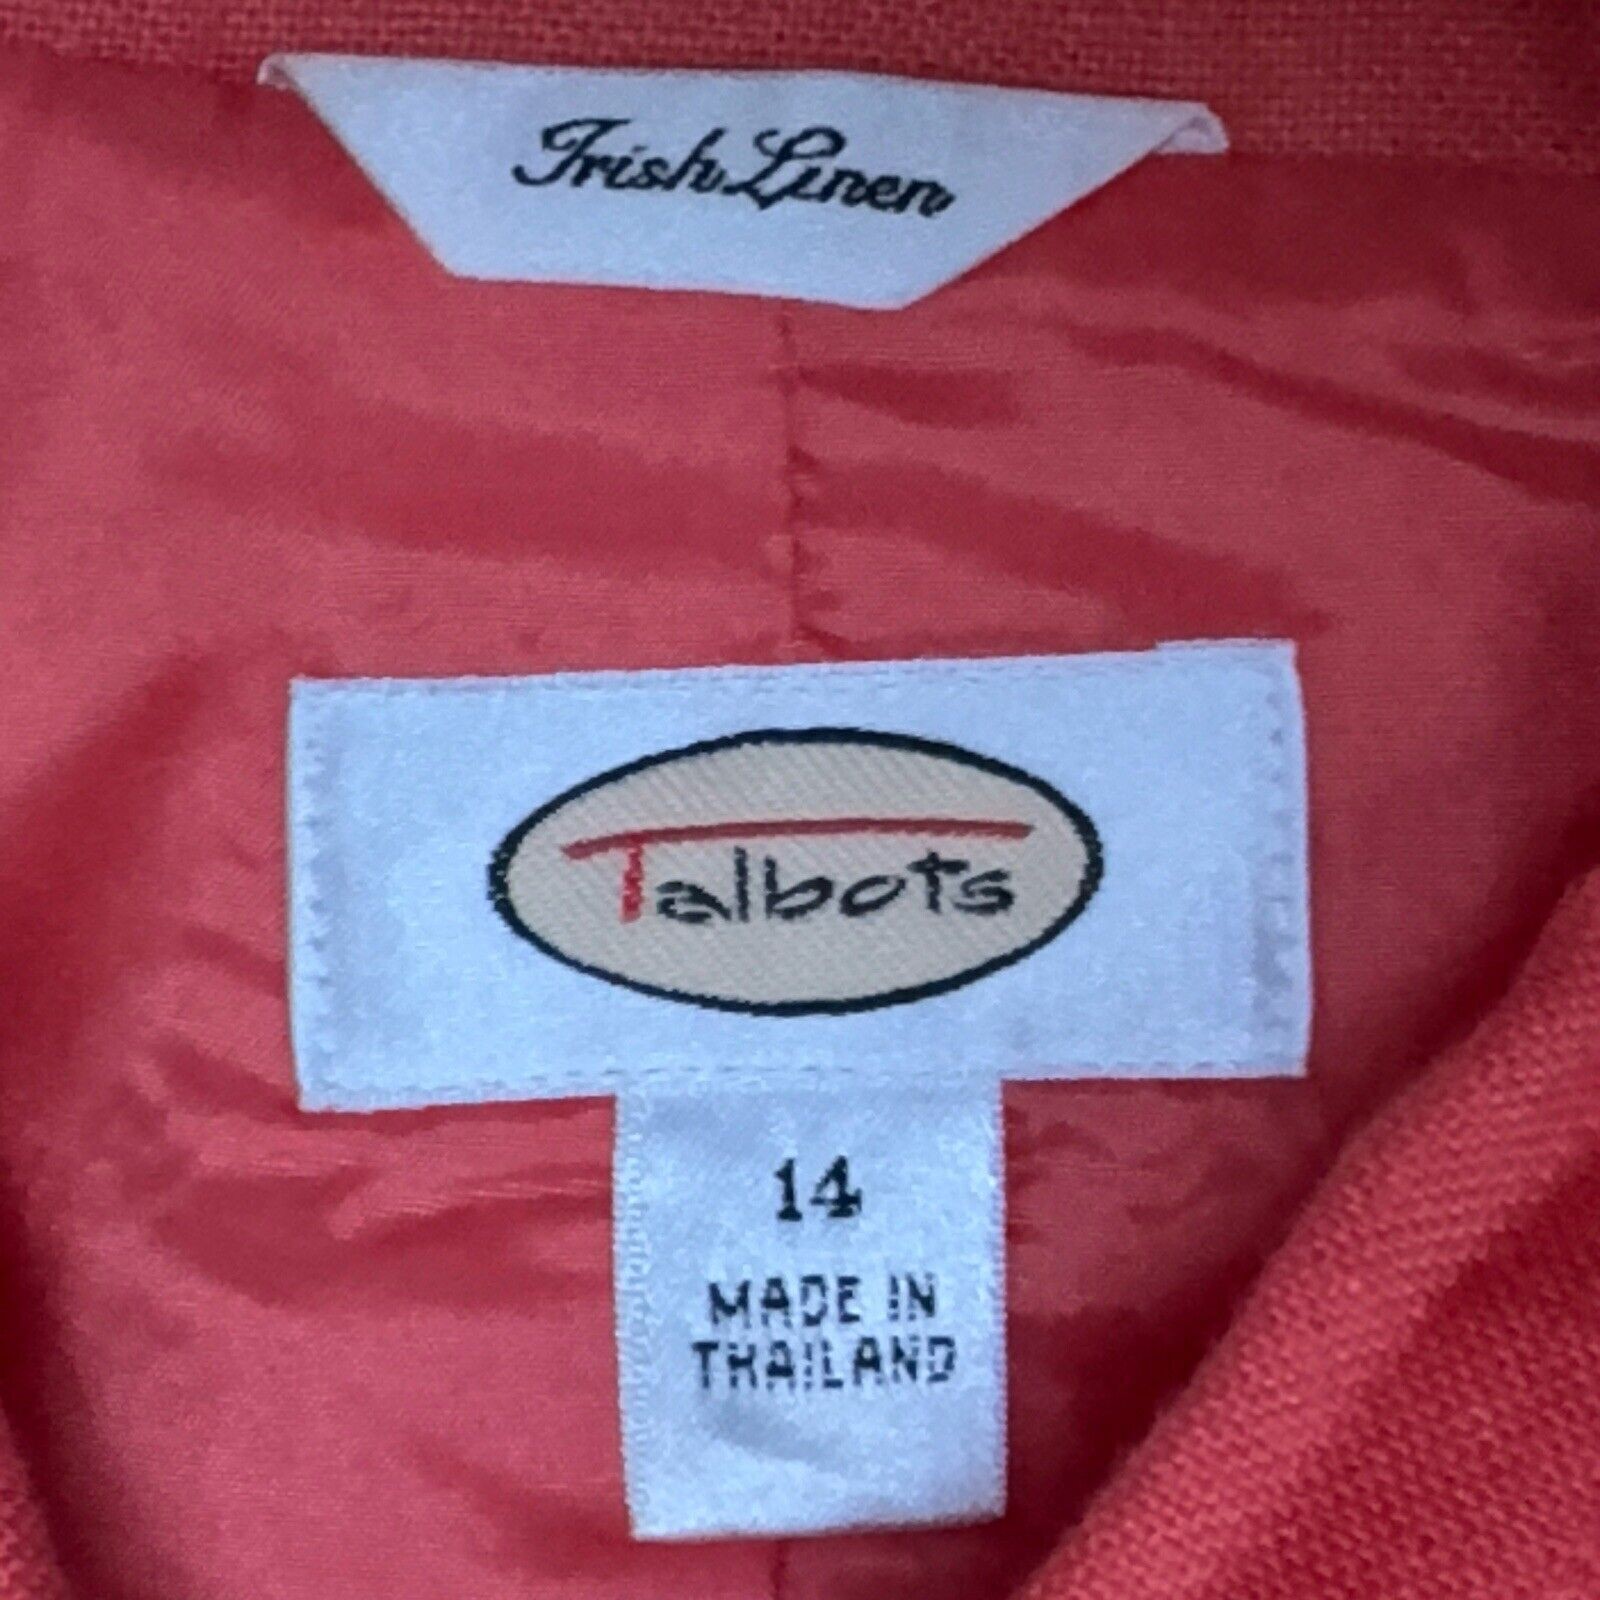 Irish Linen
Talbots
14
MADE IN
THAILAND